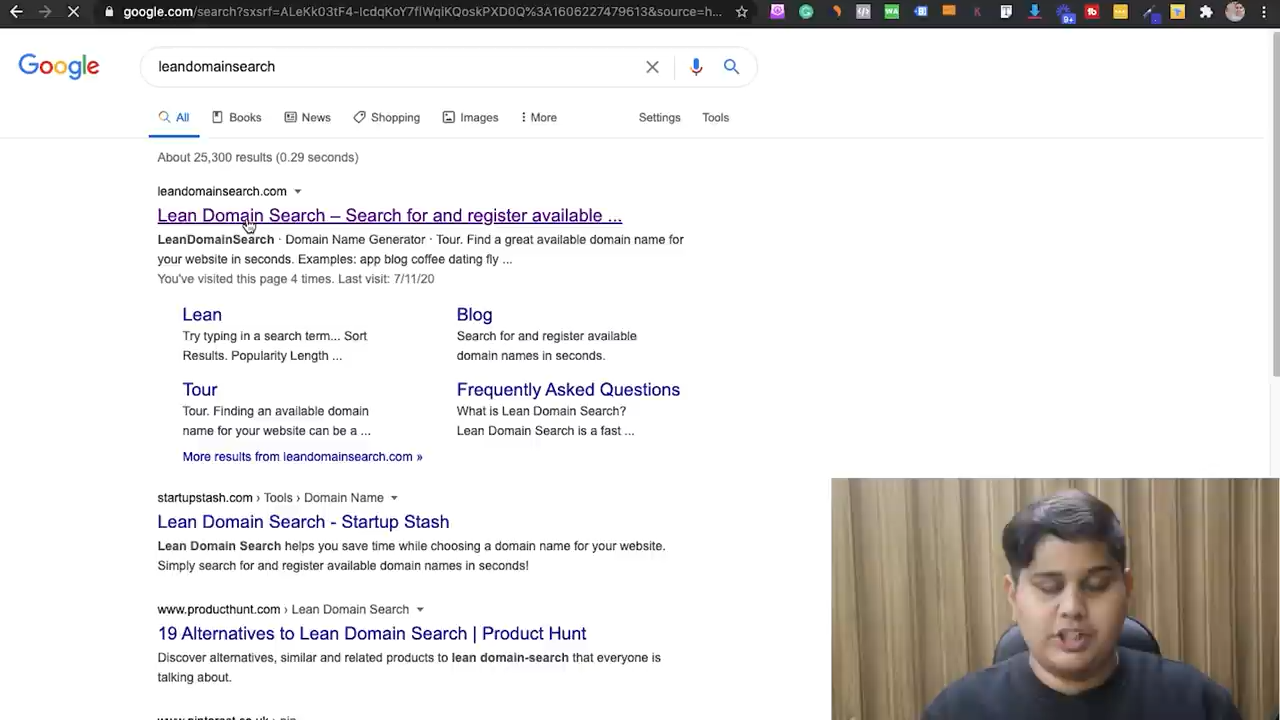 google.com/search?sxsrf=ALeKk03tF4-IcdqKoY7fIWqiKQoskPXD0Q%3A1606227479613&source=h...
Google
leandomainsearch
All
Books
News
Shopping
Images
More
Settings
Tools
About 25,300 results (0.29 seconds)
leandomainsearch.com
Lean Domain Search – Search for and register available ...
LeanDomainSearch · Domain Name Generator · Tour. Find a great available domain name for
your website in seconds. Examples: app blog coffee dating fly ...
You've visited this page 4 times. Last visit: 7/11/20
Lean
Try typing in a search term... Sort
Results. Popularity Length ...
Blog
Search for and register available
domain names in seconds.
Tour
Tour. Finding an available domain
name for your website can be a ...
Frequently Asked Questions
What is Lean Domain Search?
Lean Domain Search is a fast ...
More results from leandomainsearch.com »
startupstash.com › Tools › Domain Name
Lean Domain Search - Startup Stash
Lean Domain Search helps you save time while choosing a domain name for your website.
Simply search for and register available domain names in seconds!
www.producthunt.com › Lean Domain Search
19 Alternatives to Lean Domain Search | Product Hunt
Discover alternatives, similar and related products to lean domain-search that everyone is
talking about.
www.pinterest.co.uk › pin